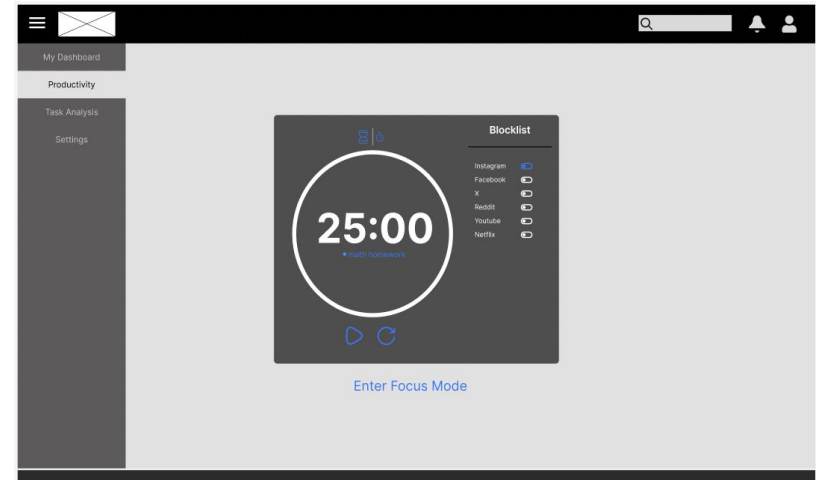 My Dashboard
Productivity
Task Analysis
Settings
Blocklist
Instagram
Facebook
X
Reddit
Youtube
Netflix
25:00
math homework
Enter Focus Mode